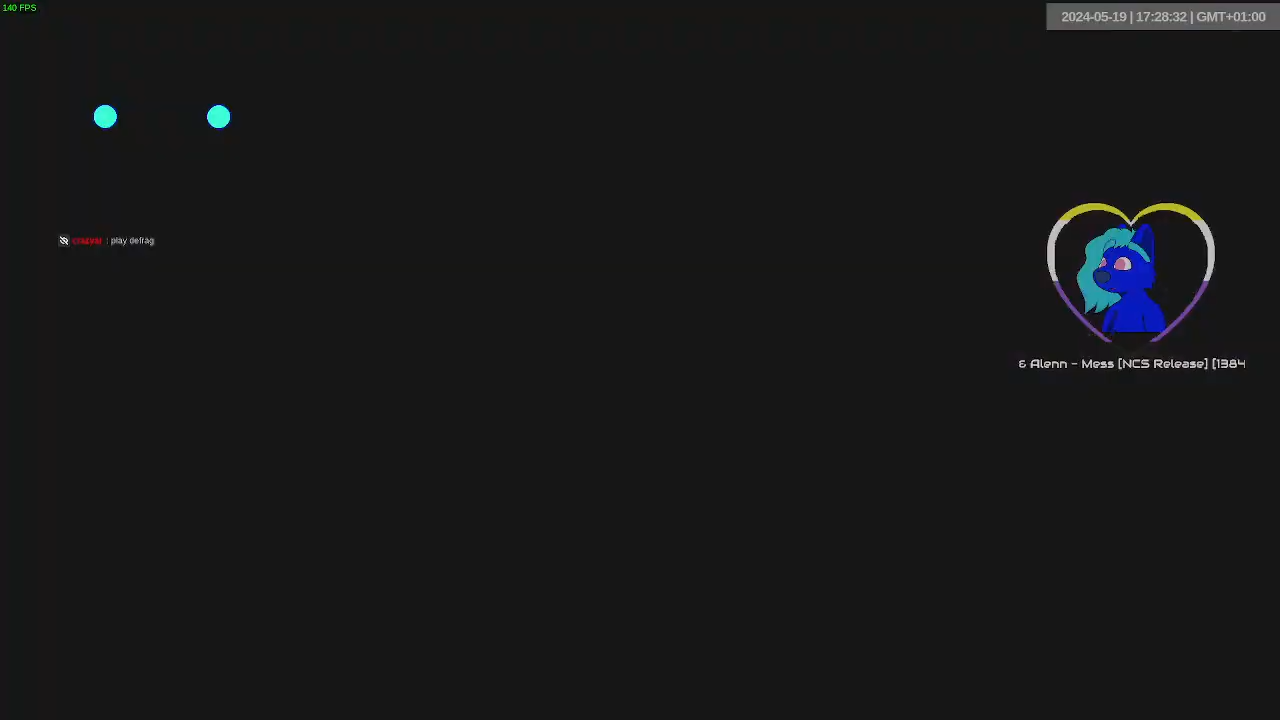 140 FPS
2024-05-19 | 17:28:32 | GMT+01:00
: play defrag
& Alenn - Mess [NCS Release] [1384